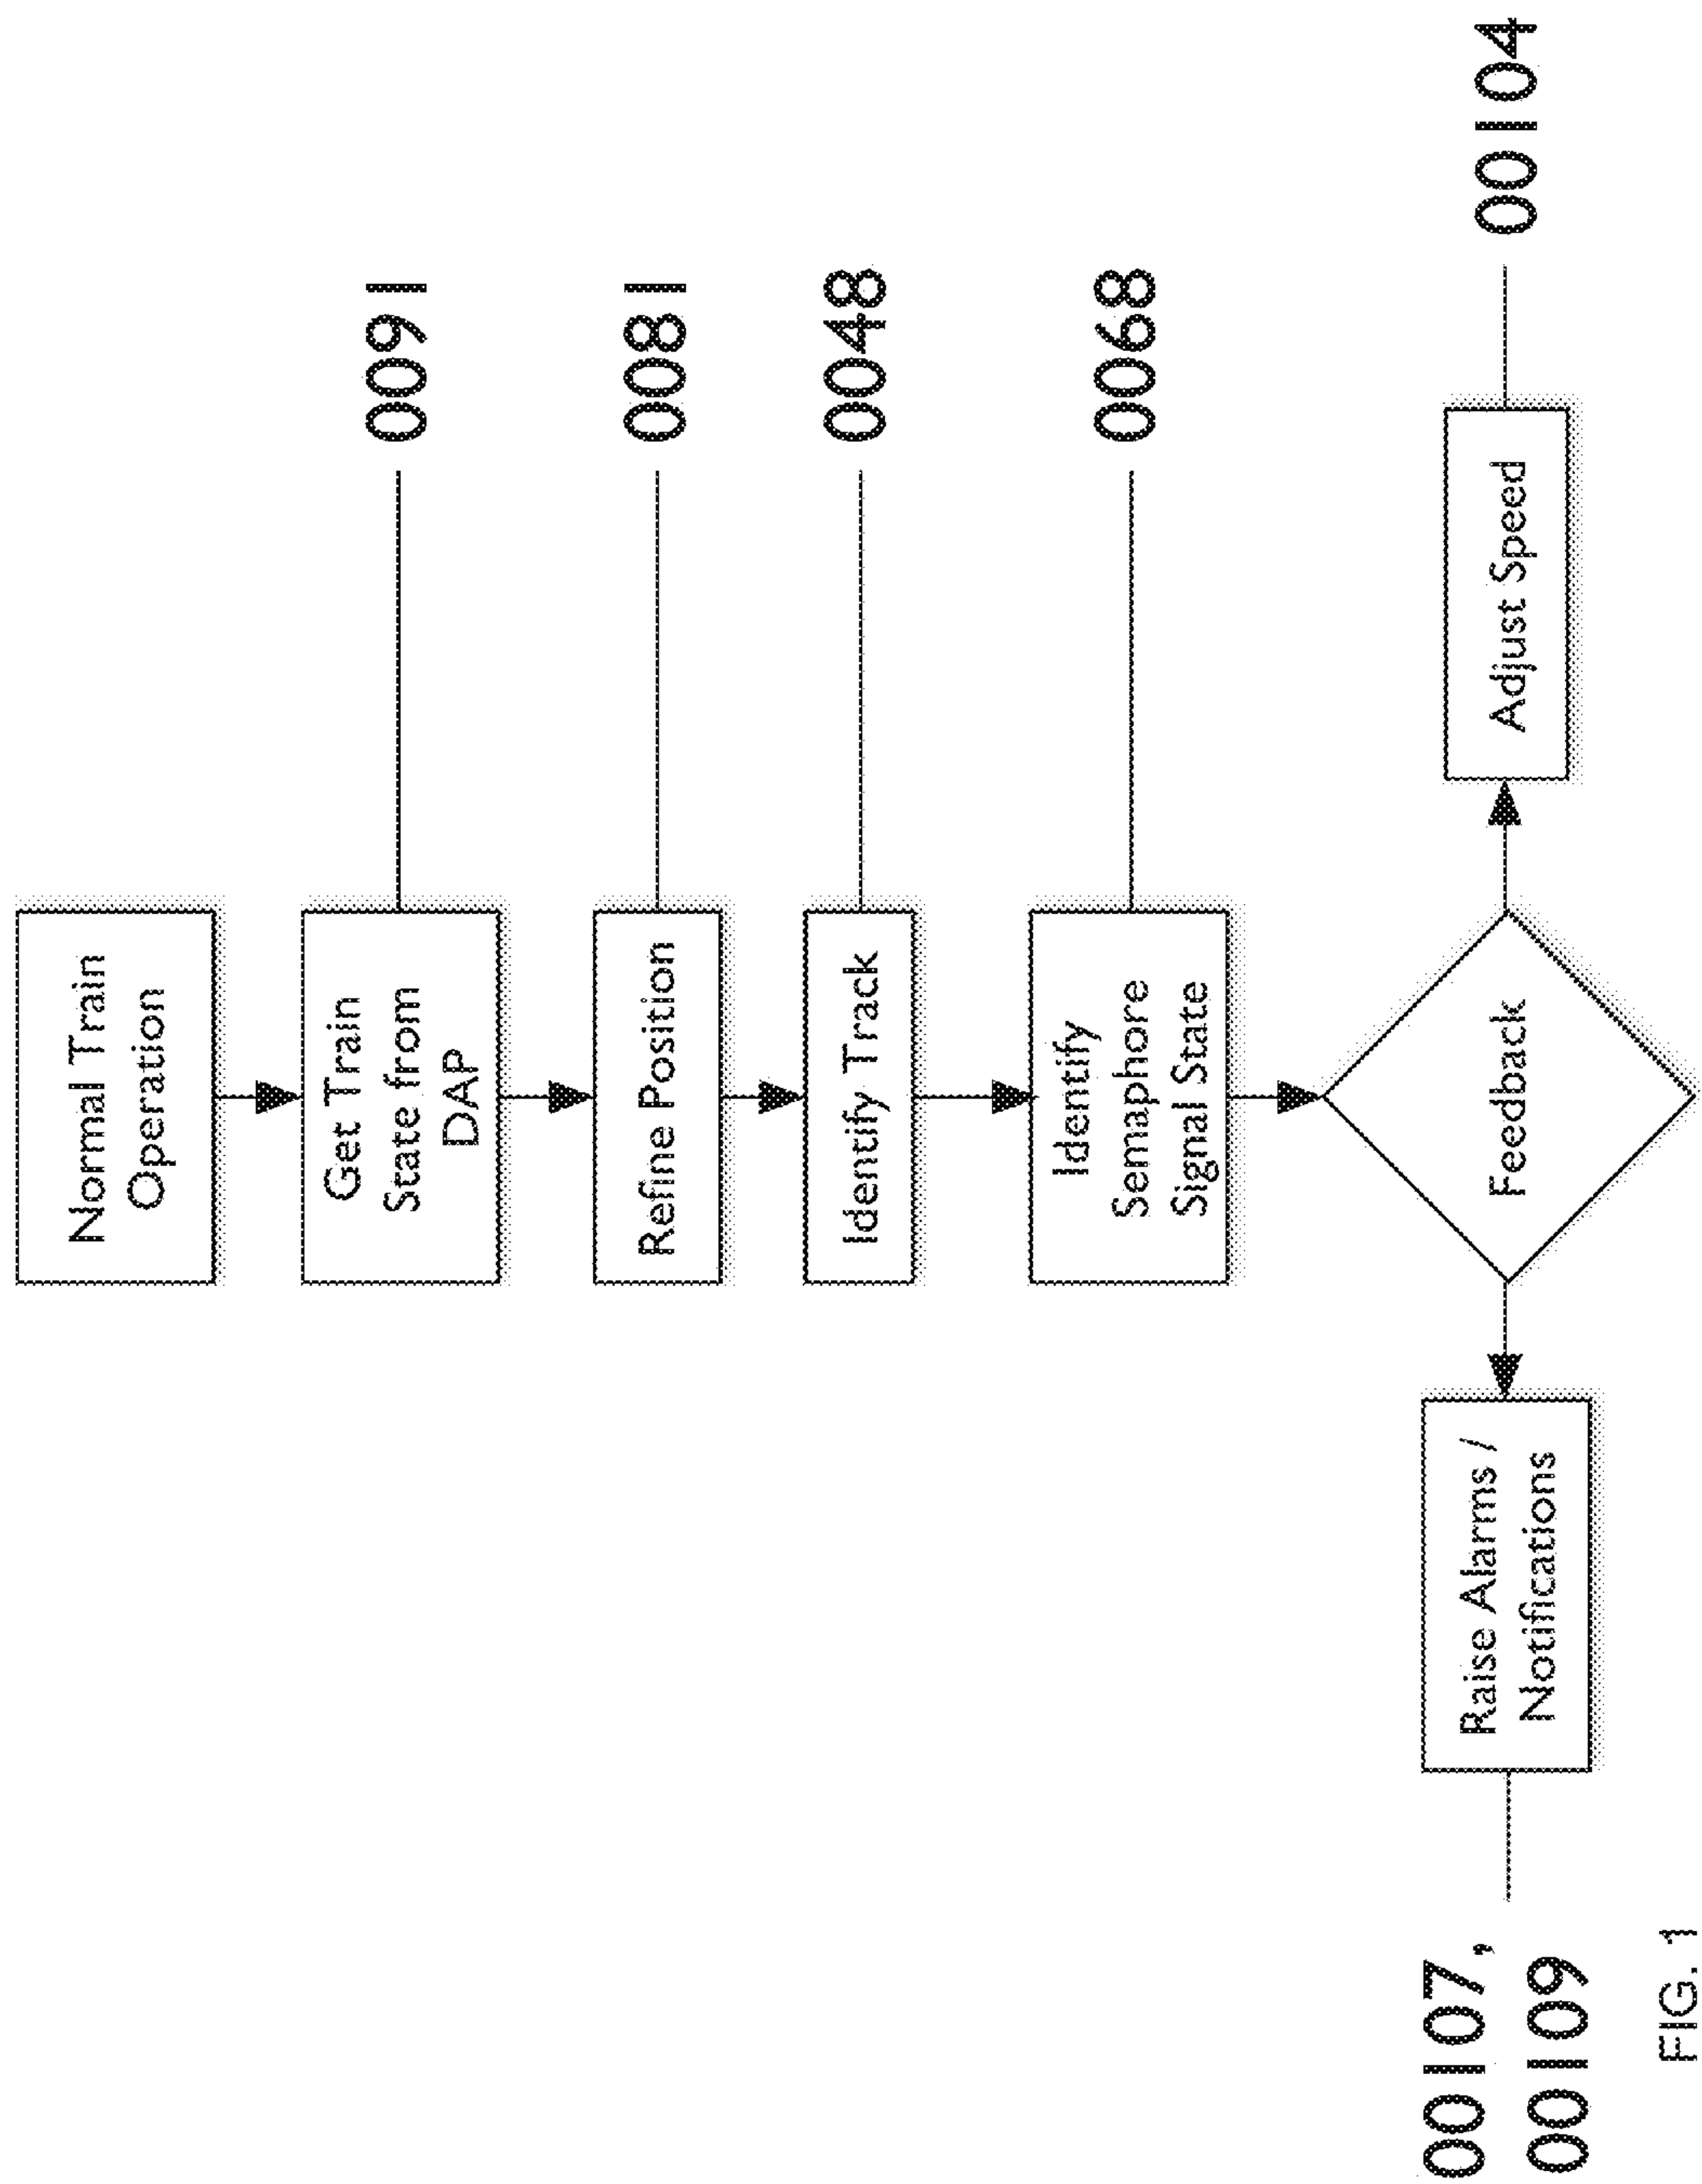 Normal Train
Operation
Get Train
State from
DAP
0091
Refine Position
0081
Identify Track
0048
Identify
Semaphore
Signal State
0068
Raise Alarms /
Notifications
00107,
00109
Feedback
Adjust Speed
00104
FIG. 1